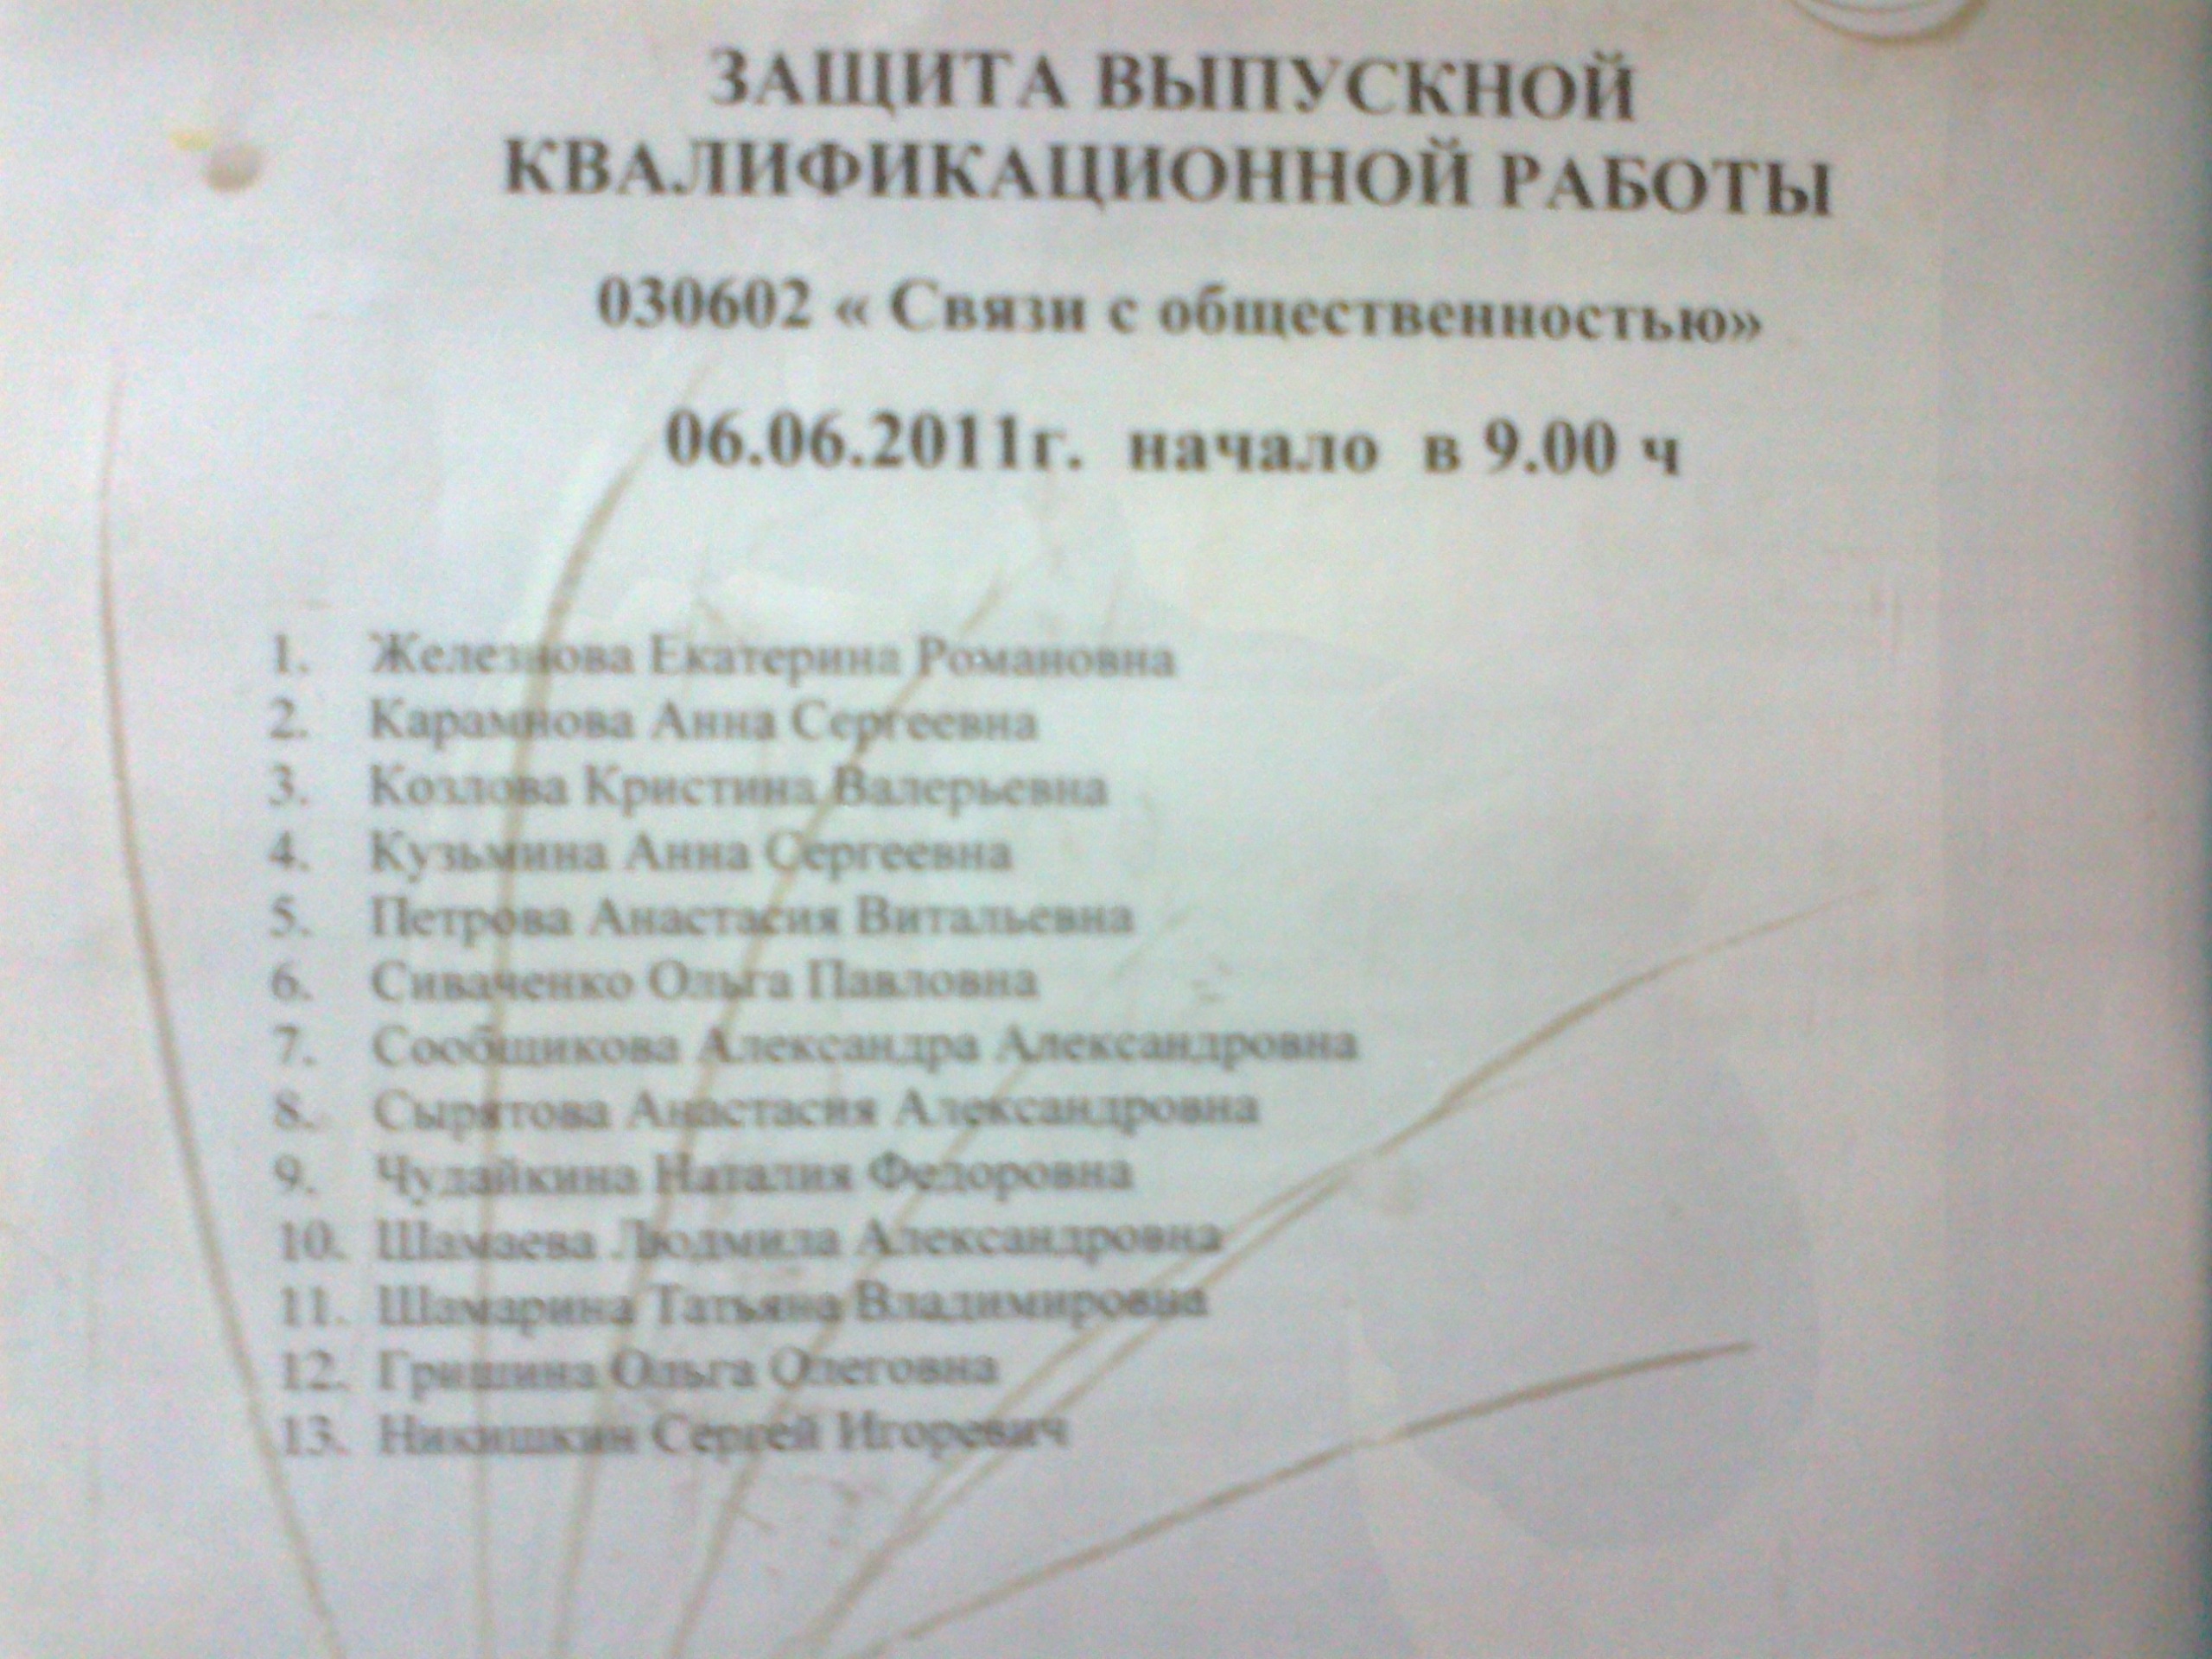 ЗАЩИТА ВЫПУСКНОЙ
КВАЛИФИКАЦИОННОЙ РАБОТЫ
030602 « Связи с общественностью»
06.06.2011г. начало в 9.00 ч
1. Железнова Екатерина Романовна
2. Карамнова Анна Сергеевна
3. Козлова Кристина Валерьевна
4. Кузьмина Анна Сергеевна
5. Петрова Анастасия Витальевна
6. Сиваченко Ольга Павловна
7. Сообщикова Александра Александровна
8. Сырятова Анастасия Александровна
9. Чудайкина Наталия Федоровна
10. Шамаева Людмила Александровна
11. Шамарина Татьяна Владимировна
12. Гришина Ольга Олеговна
13. Никишкин Сергей Игоревич